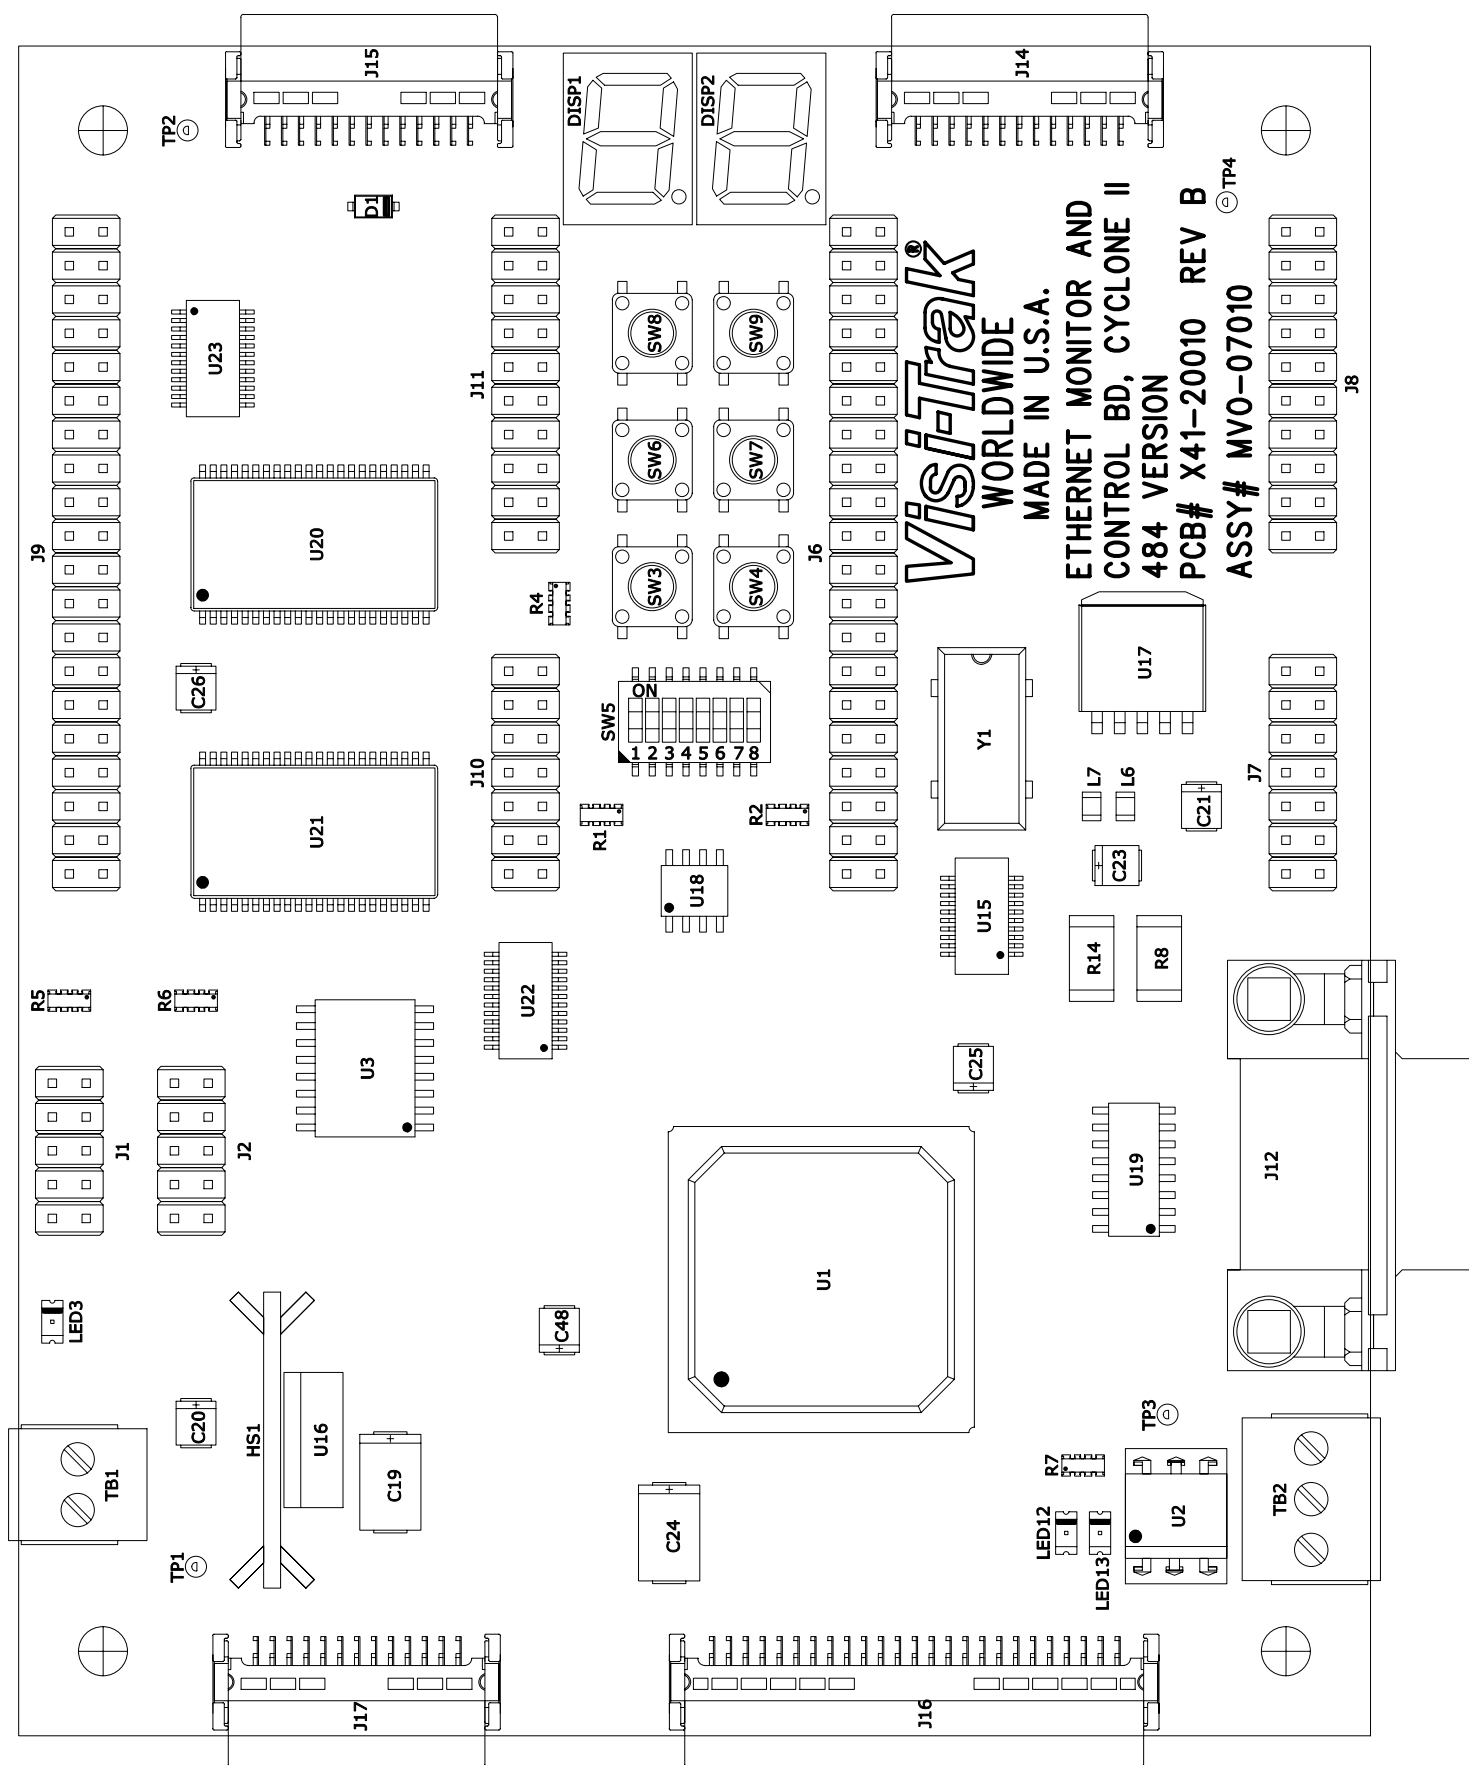 J15
J14
DISP1
DISP2
TP2
TP4
D1
U23
J11
SW8
SW9
Visi-Trak®
WORLDWIDE
MADE IN U.S.A.
ETHERNET MONITOR AND
CONTROL BD, CYCLONE II
484 VERSION
PCB# X41-20010 REV B
ASSY# MVO-07010
J8
SW6
SW7
J9
U20
J6
R4
SW3
SW4
C26
U17
ON
SW5
1 2 3 4 5 6 7 8
Y1
J10
J7
L7
L6
C21
U21
R1
R2
C23
U18
U15
R14
R8
R5
R6
U22
U3
C25
J1
J2
U19
J12
U1
LED3
C48
C20
HS1
U16
C19
TP3
TB1
R7
TB2
U2
C24
LED12
LED13
TP1
J17
J16